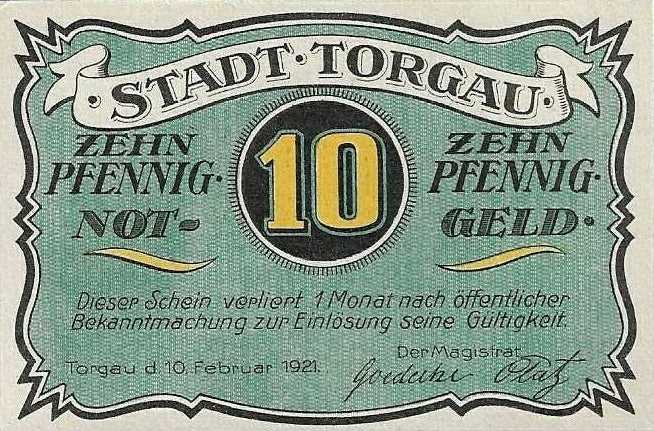 · STADT · TORGAU ·
ZEHN
PFENNIG ·
NOT-
10
ZEHN
PFENNIG ·
GELD ·
Dieser Schein verliert 1 Monat nach öffentlicher
Bekanntmachung zur Einlösung seine Gültigkeit.
Torgau d. 10. Februar 1921.
Der Magistrat